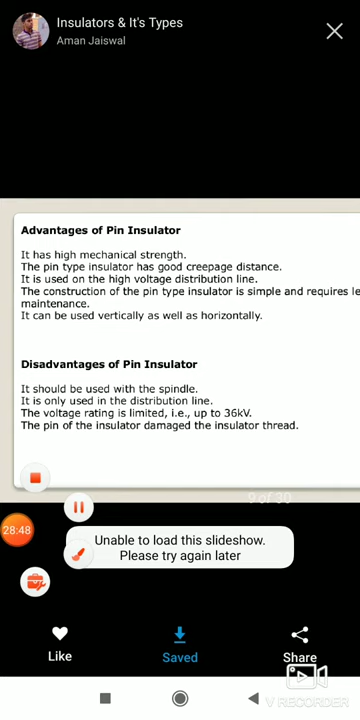 Insulators & It's Types
Aman Jaiswal
Advantages of Pin Insulator
It has high mechanical strength.
The pin type insulator has good creepage distance.
It is used on the high voltage distribution line.
The construction of the pin type insulator is simple and requires le
maintenance.
It can be used vertically as well as horizontally.
Disadvantages of Pin Insulator
It should be used with the spindle.
It is only used in the distribution line.
The voltage rating is limited, i.e., up to 36kV.
The pin of the insulator damaged the insulator thread.
9 of 30
28:48
Unable to load this slideshow.
Please try again later
Like
Saved
Share
V RECORDER